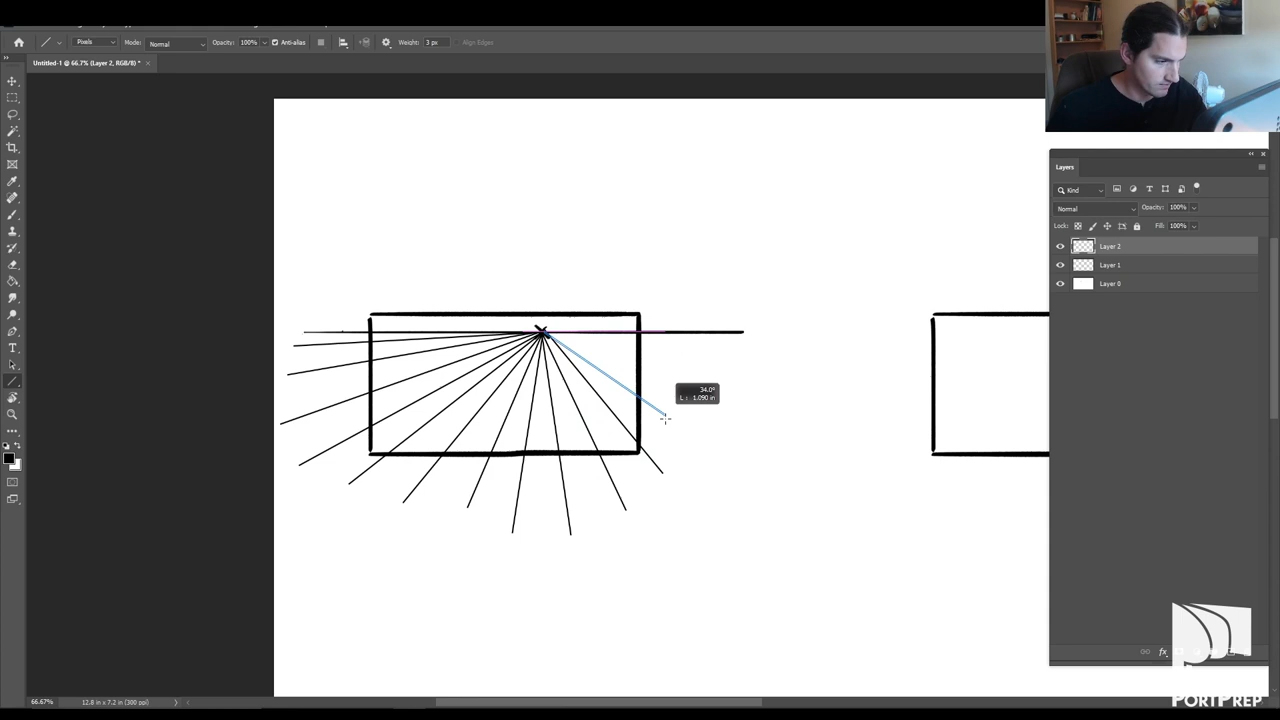 Pixels
Mode:
Normal
Opacity:
100%
Anti-alias
Weight:
3 px
Align Edges
Untitled-1 @ 66.7% (Layer 2, RGB/8) *
Layers
Kind
Normal
Opacity:
100%
Lock:
Fill:
100%
Layer 2
Layer 1
Layer 0
34.0°
L : 1.090 in
66.67%
12.8 in x 7.2 in (300 ppi)
fx
PORTPREP